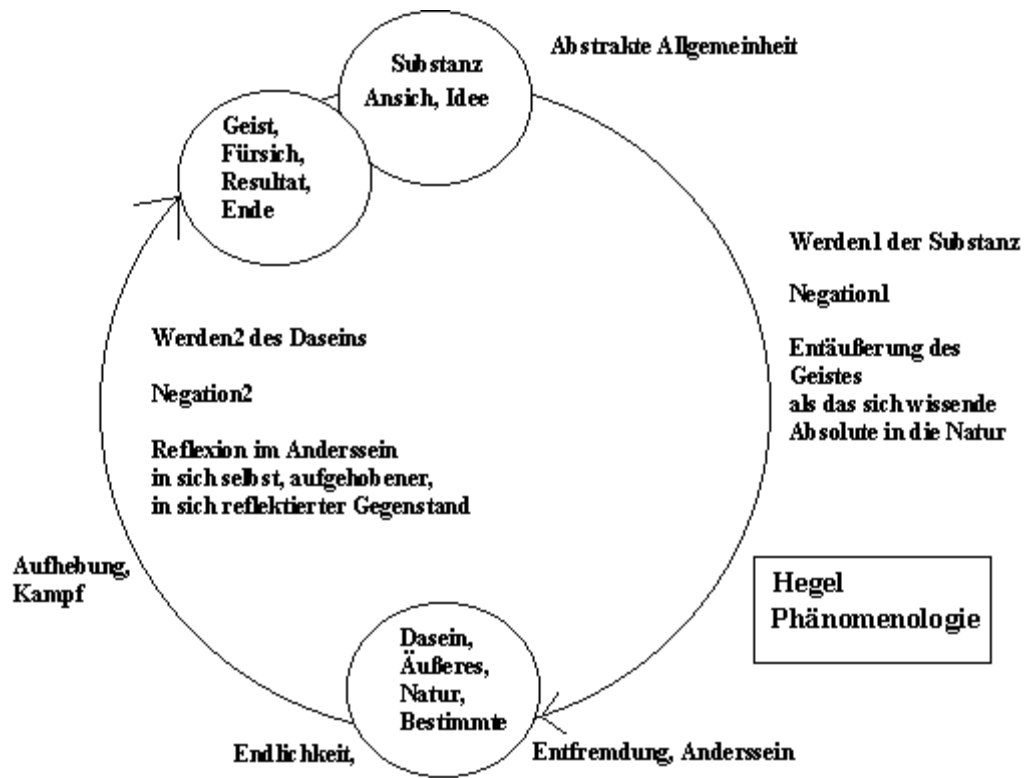 Abstrakte Allgemeinheit
Substanz
Ansich, Idee
Geist,
Fürsich,
Resultat,
Ende
Werden1 der Substanz
Negation1
Entäußerung des
Geistes
als das sich wissende
Absolute in die Natur
Werden2 des Daseins
Negation2
Reflexion im Anderssein
in sich selbst, aufgehobener,
in sich reflektierter Gegenstand
Aufhebung,
Kampf
Hegel
Phänomenologie
Dasein,
Äußeres,
Natur,
Bestimmte
Endlichkeit,
Entfremdung, Anderssein